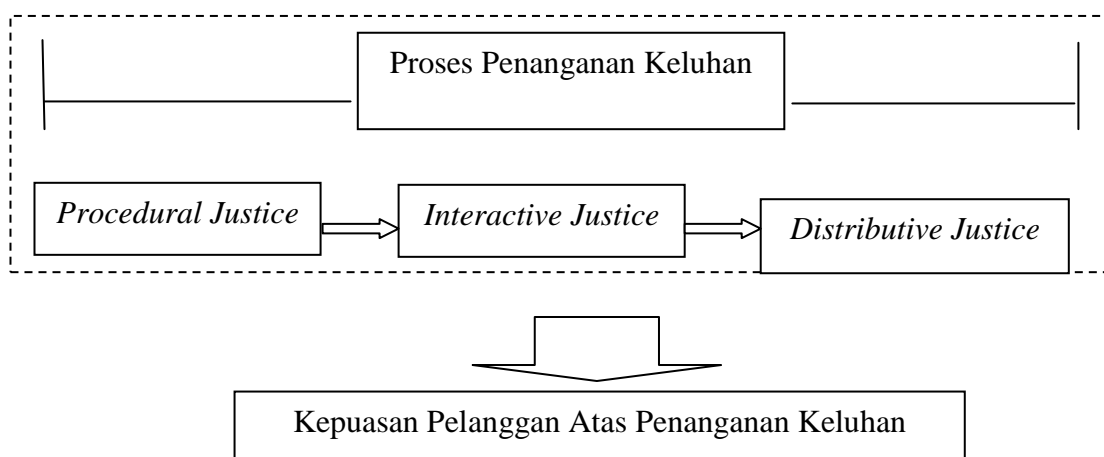 Proses Penanganan Keluhan
Procedural Justice
Interactive Justice
Distributive Justice
Kepuasan Pelanggan Atas Penanganan Keluhan